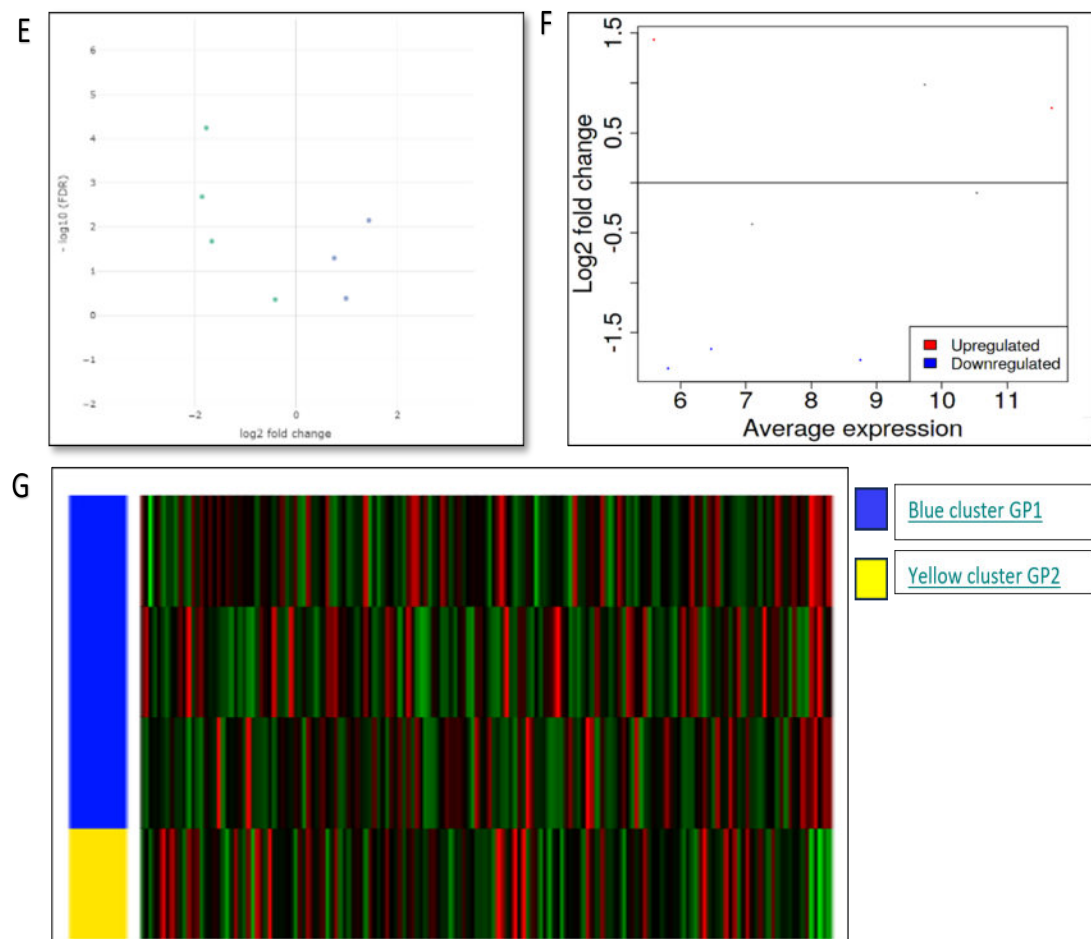 E
6
5
4
3
2
1
0
−1
−2
- log10 (FDR)
−2
0
2
log2 fold change
F
1.5
0.5
-0.5
-1.5
Log2 fold change
Upregulated
Downregulated
6
7
8
9
10
11
Average expression
G
Blue cluster GP1
Yellow cluster GP2